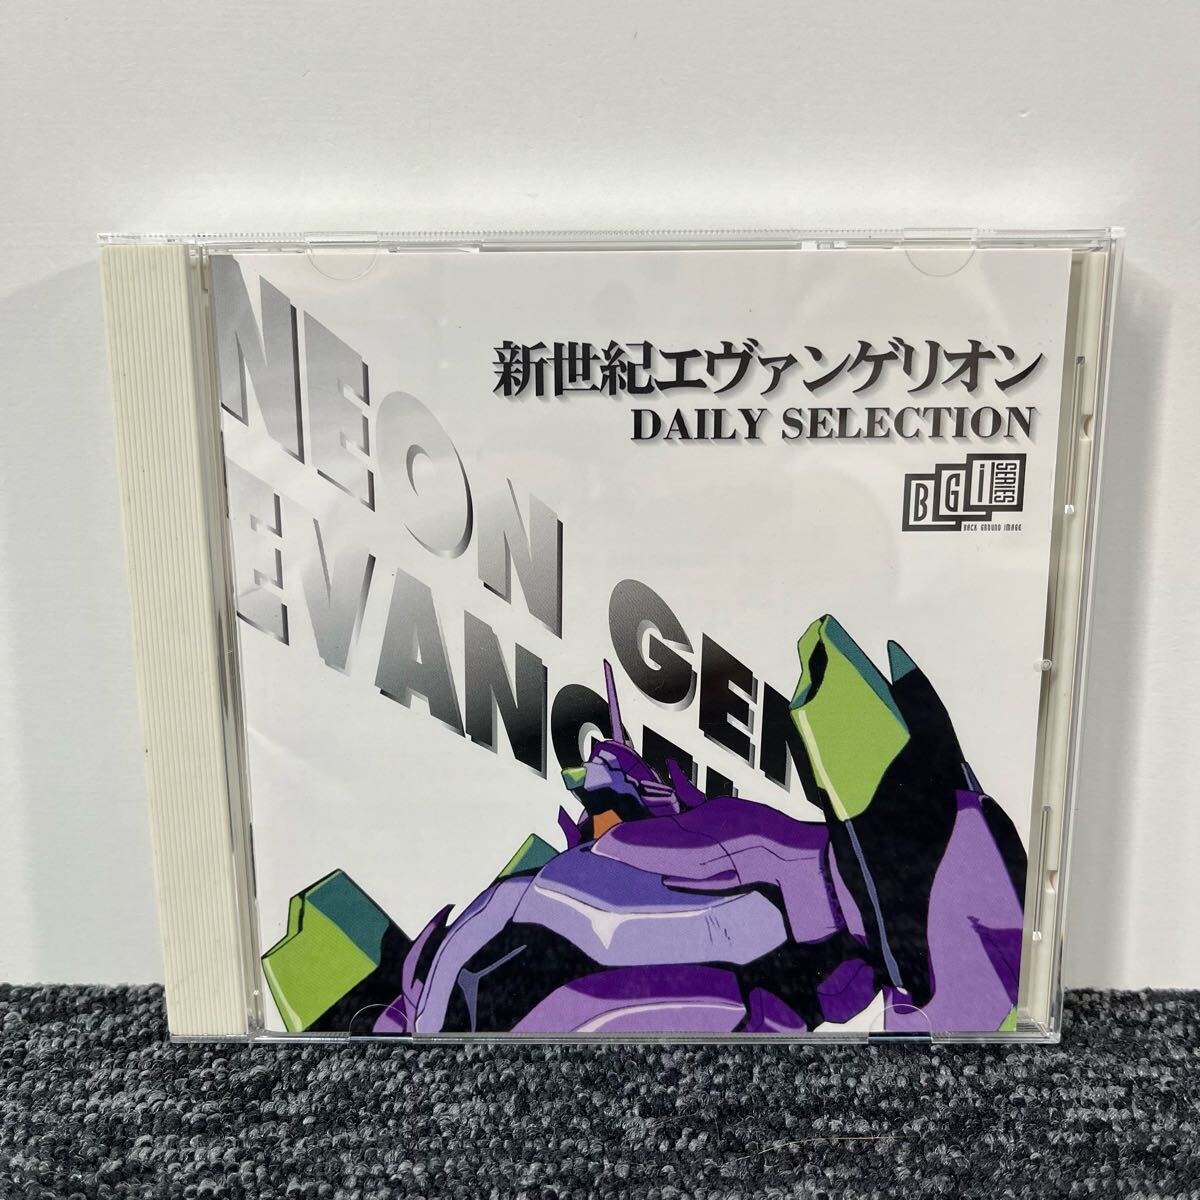 新世紀エヴァンゲリオン
DAILY SELECTION
BGi SERIES
BACK GROUND IMAGE
NEON GEN
EVANGEL